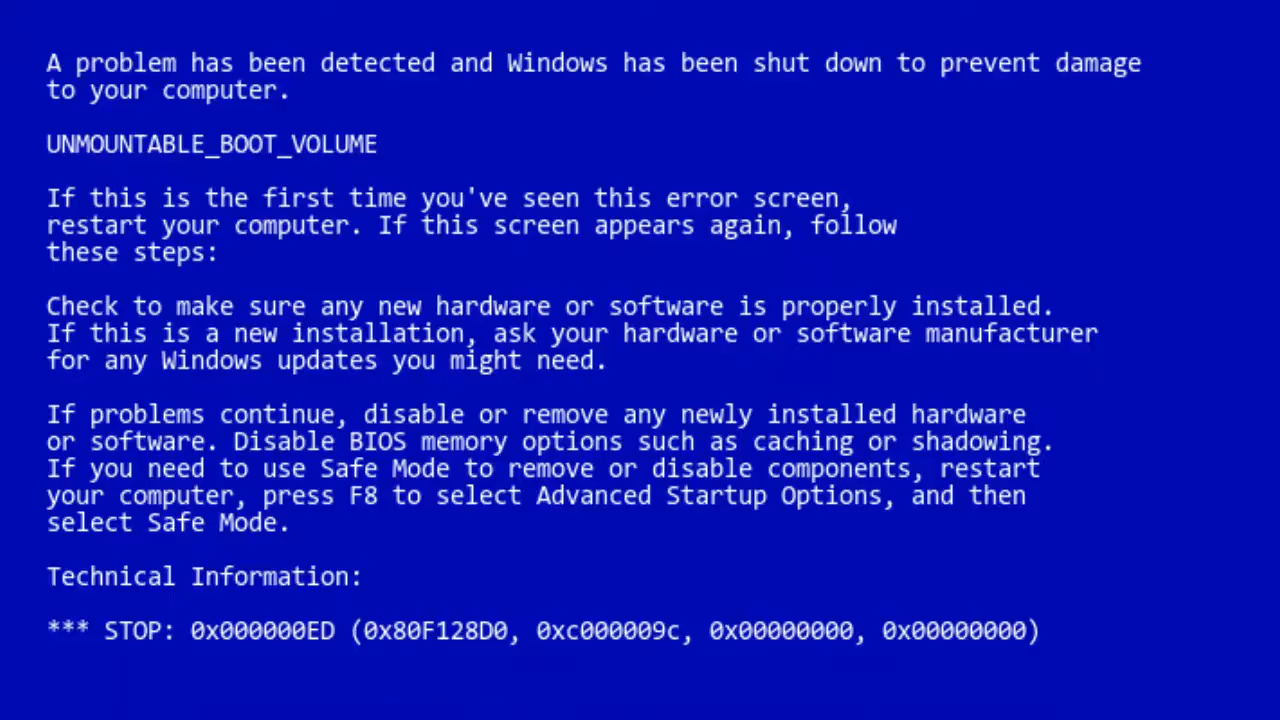 A problem has been detected and Windows has been shut down to prevent damage
to your computer.
UNMOUNTABLE_BOOT_VOLUME
If this is the first time you've seen this error screen,
restart your computer. If this screen appears again, follow
these steps:
Check to make sure any new hardware or software is properly installed.
If this is a new installation, ask your hardware or software manufacturer
for any Windows updates you might need.
If problems continue, disable or remove any newly installed hardware
or software. Disable BIOS memory options such as caching or shadowing.
If you need to use Safe Mode to remove or disable components, restart
your computer, press F8 to select Advanced Startup Options, and then
select Safe Mode.
Technical Information:
*** STOP: 0x000000ED (0x80F128D0, 0xc000009c, 0x00000000, 0x00000000)